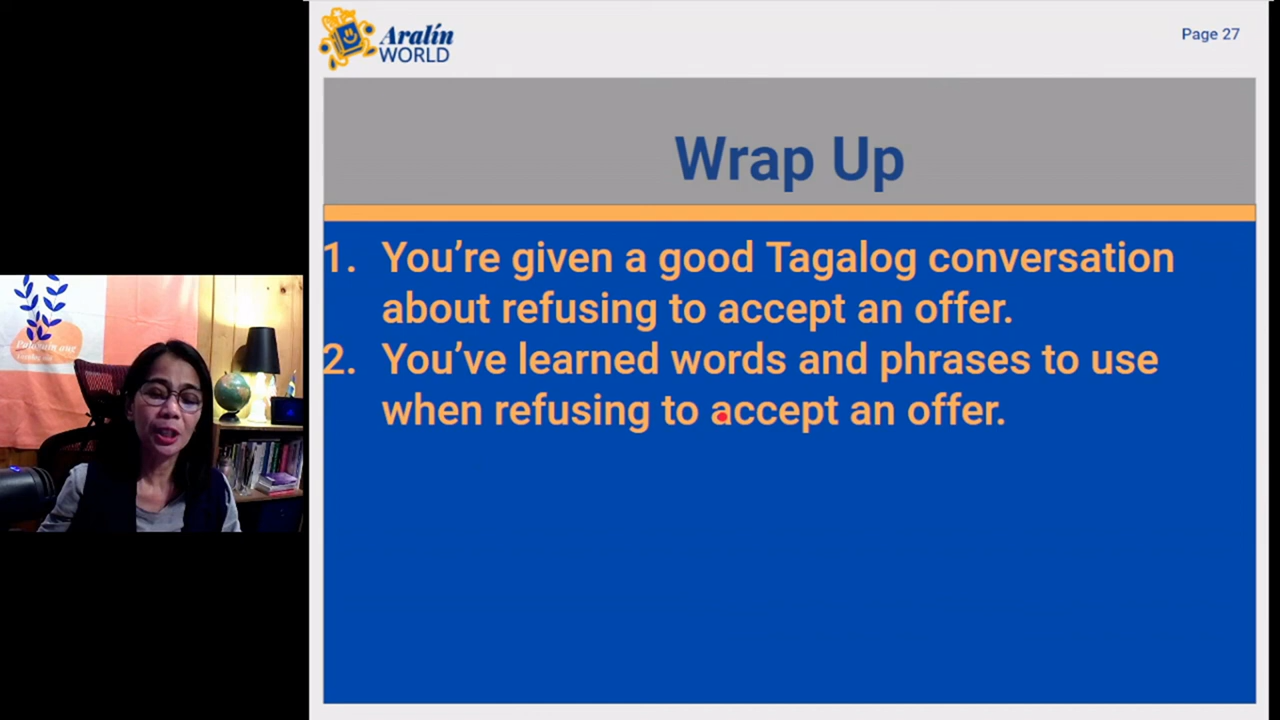 Aralín
WORLD
Page 27
Wrap Up
1. You're given a good Tagalog conversation
about refusing to accept an offer.
2. You've learned words and phrases to use
when refusing to accept an offer.